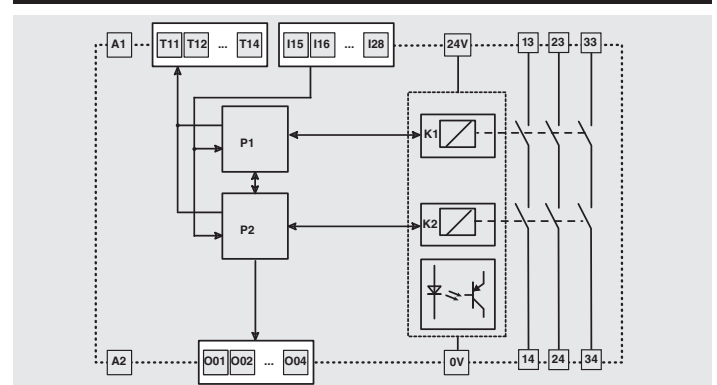 A1 T11 T12 ... T14 I15 I16 ... I28 24V 13 23 33
P1 K1
P2 K2
A2 O01 O02 ... O04 0V 14 24 34